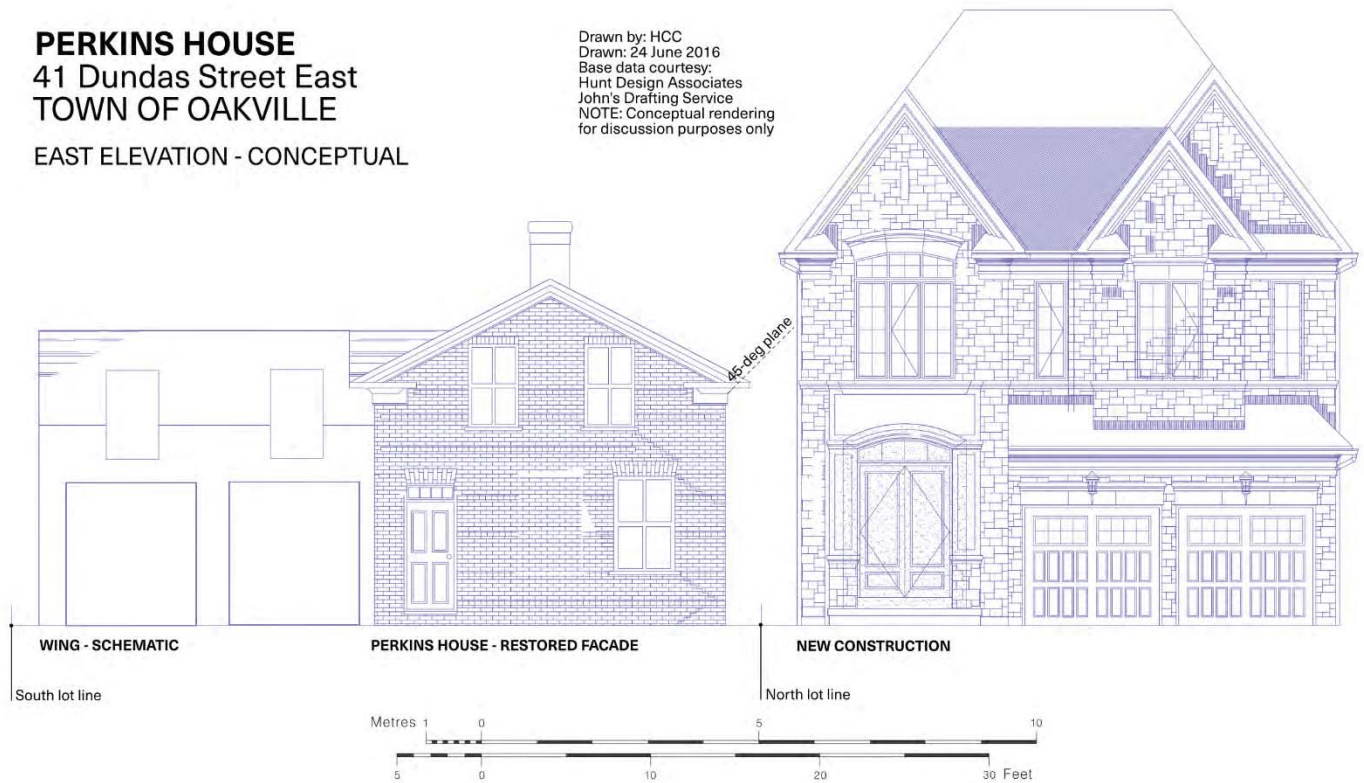 PERKINS HOUSE
41 Dundas Street East
TOWN OF OAKVILLE
EAST ELEVATION - CONCEPTUAL
Drawn by: HCC
Drawn: 24 June 2016
Base data courtesy:
Hunt Design Associates
John's Drafting Service
NOTE: Conceptual rendering
for discussion purposes only
45-deg plane
WING - SCHEMATIC
PERKINS HOUSE - RESTORED FACADE
NEW CONSTRUCTION
South lot line
North lot line
Metres 1 0 5 10
5 0 10 20 30 Feet